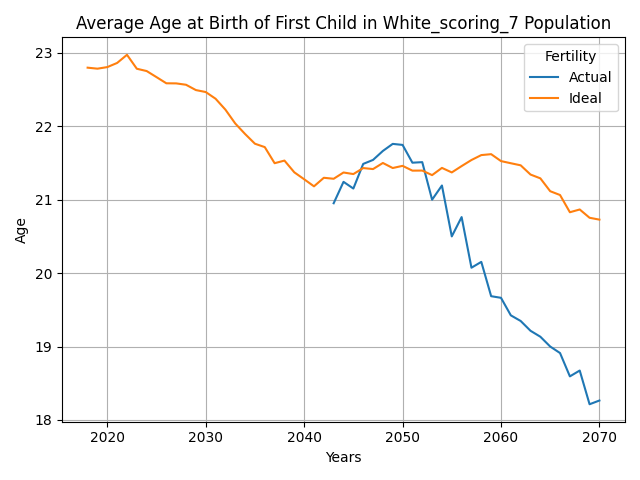 Average Age at Birth of First Child in White_scoring_7 Population
Fertility
Actual
Ideal
Age
23
22
21
20
19
18
2020 2030 2040 2050 2060 2070
Years